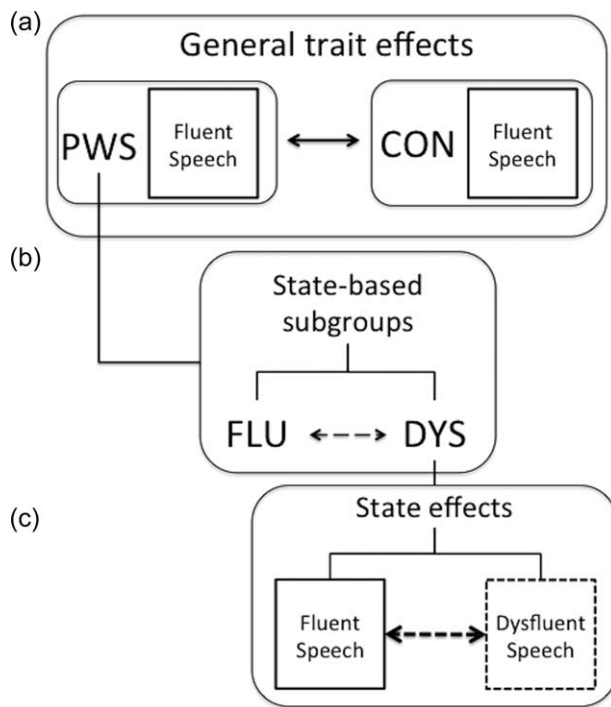 (a)
General trait effects
PWS
Fluent
Speech
CON
Fluent
Speech
(b)
State-based
subgroups
FLU
DYS
(c)
State effects
Fluent
Speech
Dysfluent
Speech